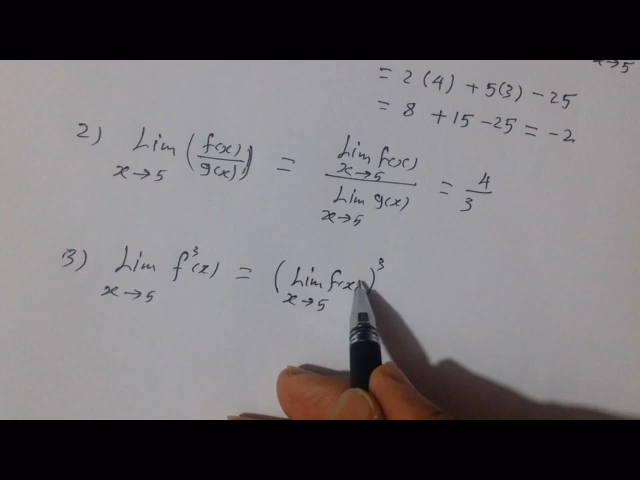 x→5
= 2(4) + 5(3) - 25
= 8 + 15 - 25 = -2
2) Lim x→5 (f(x)/g(x)) = Lim x→5 f(x) / Lim x→5 g(x) = 4/3
3) Lim x→5 f³(x) = (Lim x→5 f(x))³